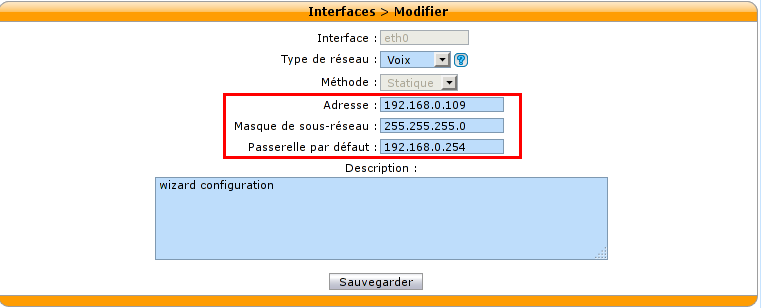 Interfaces > Modifier
Interface : eth0
Type de réseau : Voix ?
Méthode : Statique
Adresse : 192.168.0.109
Masque de sous-réseau : 255.255.255.0
Passerelle par défaut : 192.168.0.254
Description :
wizard configuration
Sauvegarder